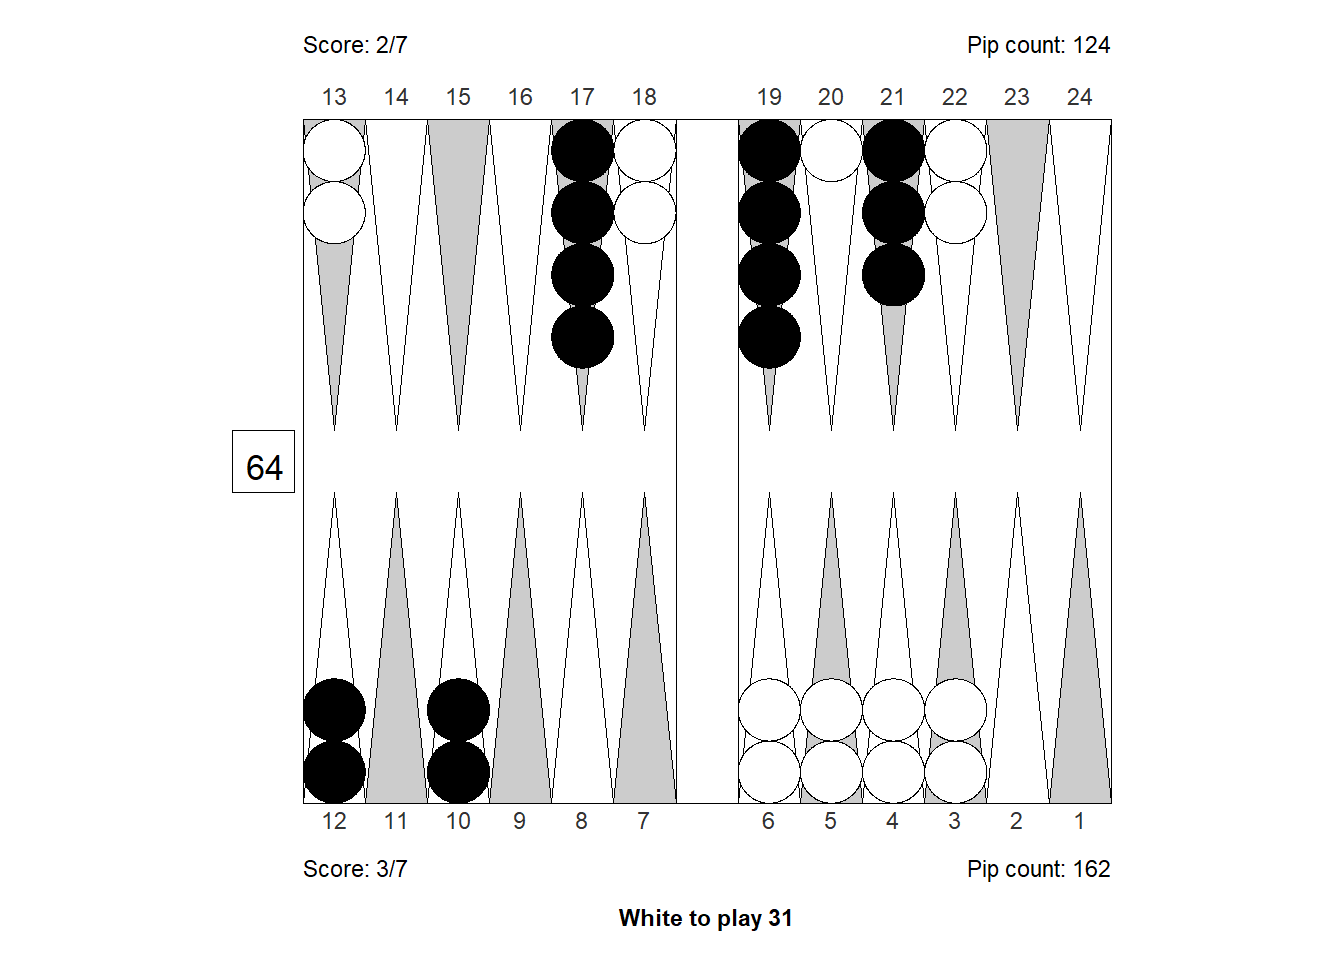 Score: 2/7 Pip count: 124
13 14 15 16 17 18 19 20 21 22 23 24
64
12 11 10 9 8 7 6 5 4 3 2 1
Score: 3/7 Pip count: 162
White to play 31